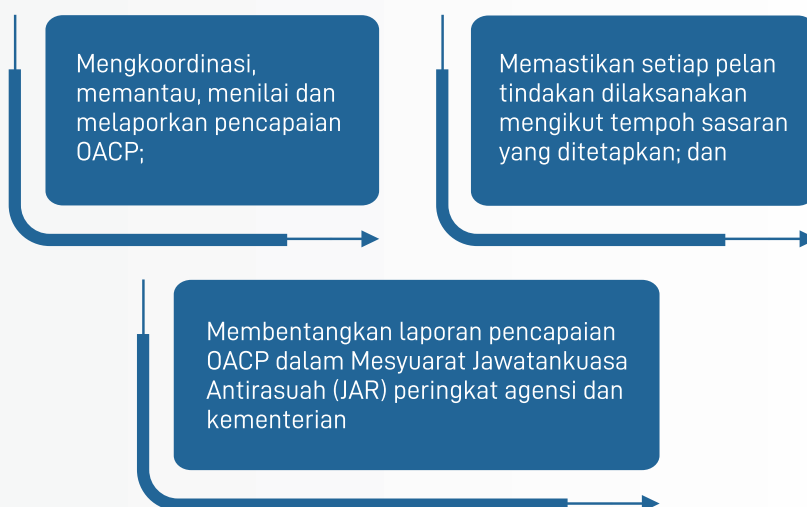 Mengkoordinasi,
memantau, menilai dan
melaporkan pencapaian
OACP;
Memastikan setiap pelan
tindakan dilaksanakan
mengikut tempoh sasaran
yang ditetapkan; dan
Membentangkan laporan pencapaian
OACP dalam Mesyuarat Jawatankuasa
Antirasuah (JAR) peringkat agensi dan
kementerian